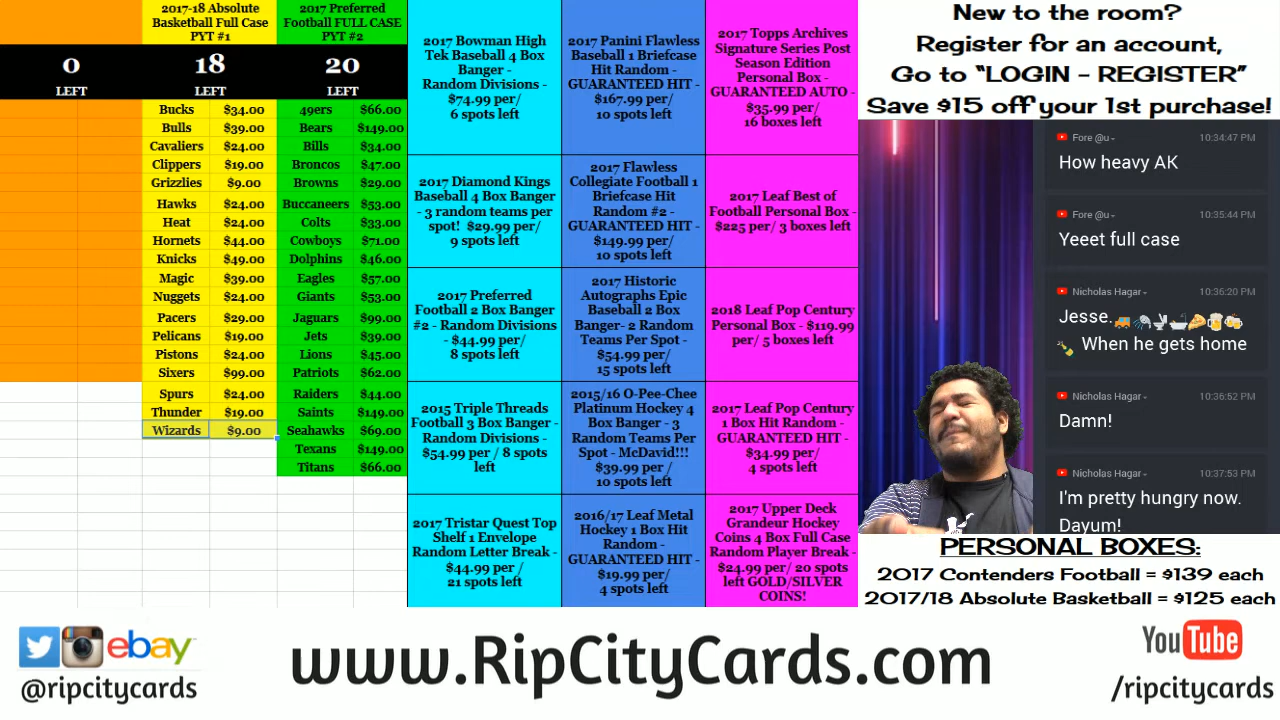 2017-18 Absolute
Basketball Full Case
PYT #1
2017 Preferred
Football FULL CASE
PYT #2
0
LEFT
18
LEFT
20
LEFT
Bucks $34.00
Bulls $39.00
Cavaliers $24.00
Clippers $19.00
Grizzlies $9.00
Hawks $24.00
Heat $24.00
Hornets $44.00
Knicks $49.00
Magic $39.00
Nuggets $24.00
Pacers $29.00
Pelicans $19.00
Pistons $24.00
Sixers $99.00
Spurs $24.00
Thunder $19.00
Wizards $9.00
49ers $66.00
Bears $149.00
Bills $34.00
Broncos $47.00
Browns $29.00
Buccaneers $53.00
Colts $33.00
Cowboys $71.00
Dolphins $46.00
Eagles $57.00
Giants $53.00
Jaguars $99.00
Jets $39.00
Lions $45.00
Patriots $62.00
Raiders $44.00
Saints $149.00
Seahawks $69.00
Texans $149.00
Titans $66.00
2017 Bowman High
Tek Baseball 4 Box
Banger -
Random Divisions -
$74.99 per/
6 spots left
2017 Panini Flawless
Baseball 1 Briefcase
Hit Random -
GUARANTEED HIT -
$167.99 per/
10 spots left
2017 Topps Archives
Signature Series Post
Season Edition
Personal Box -
GUARANTEED AUTO -
$35.99 per/
16 boxes left
2017 Diamond Kings
Baseball 4 Box Banger
- 3 random teams per
spot! $29.99 per/
9 spots left
2017 Flawless
Collegiate Football 1
Briefcase Hit
Random #2 -
GUARANTEED HIT -
$149.99 per/
10 spots left
2017 Leaf Best of
Football Personal Box -
$225 per/ 3 boxes left
2017 Preferred
Football 2 Box Banger
#2 - Random Divisions
- $44.99 per/
8 spots left
2017 Historic
Autographs Epic
Baseball 2 Box
Banger- 2 Random
Teams Per Spot -
$54.99 per/
15 spots left
2018 Leaf Pop Century
Personal Box - $119.99
per/ 5 boxes left
2015 Triple Threads
Football 3 Box Banger -
Random Divisions -
$54.99 per / 8 spots
left
2015/16 O-Pee-Chee
Platinum Hockey 4
Box Banger - 3
Random Teams Per
Spot - McDavid!!!
$39.99 per /
10 spots left
2017 Leaf Pop Century
1 Box Hit Random -
GUARANTEED HIT -
$34.99 per/
4 spots left
2017 Tristar Quest Top
Shelf 1 Envelope
Random Letter Break -
$44.99 per /
21 spots left
2016/17 Leaf Metal
Hockey 1 Box Hit
Random -
GUARANTEED HIT -
$19.99 per/
4 spots left
2017 Upper Deck
Grandeur Hockey
Coins 4 Box Full Case
Random Player Break -
$24.99 per/ 20 spots
left GOLD/SILVER
COINS!
New to the room?
Register for an account,
Go to "LOGIN - REGISTER"
Save $15 off your 1st purchase!
Fore @u 10:34:47 PM
How heavy AK
Fore @u 10:35:44 PM
Yeeet full case
Nicholas Hagar 10:36:20 PM
Jesse.
When he gets home
Nicholas Hagar 10:36:52 PM
Damn!
Nicholas Hagar 10:37:53 PM
I'm pretty hungry now.
Dayum!
PERSONAL BOXES:
2017 Contenders Football = $139 each
2017/18 Absolute Basketball = $125 each
ebay
@ripcitycards
www.RipCityCards.com
You Tube
/ripcitycards